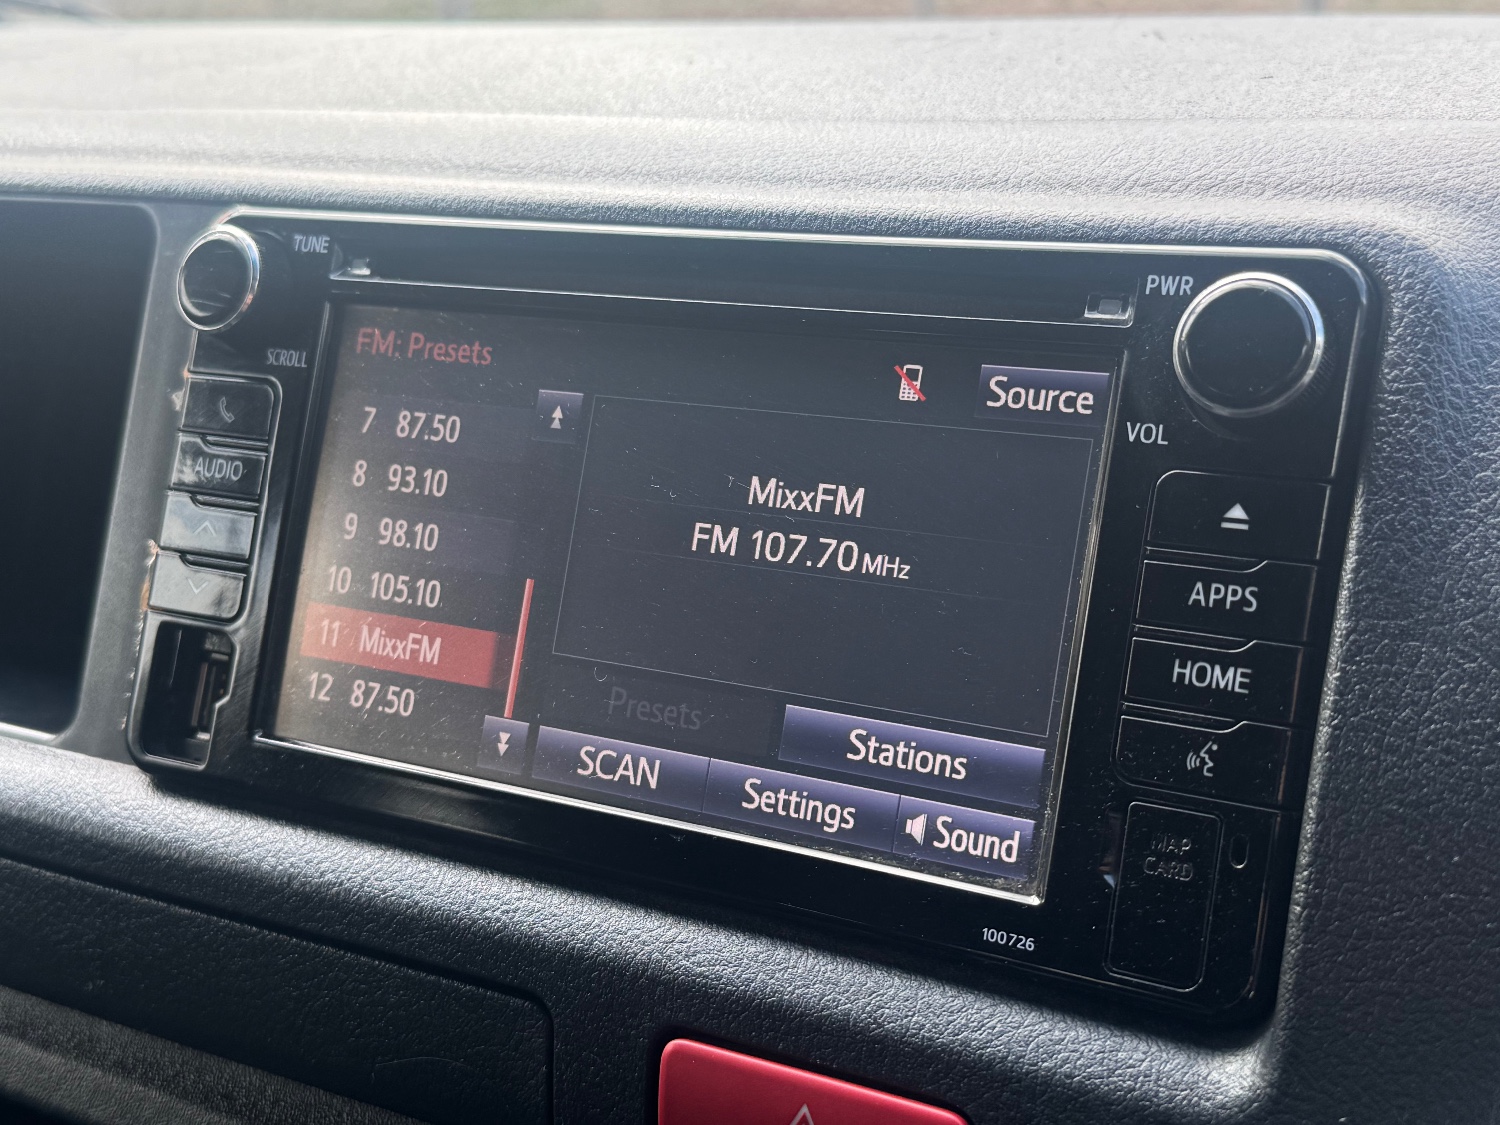 TUNE
PWR
SCROLL
FM: Presets
Source
VOL
7 87.50
8 93.10
9 98.10
10 105.10
11 MixxFM
12 87.50
MixxFM
FM 107.70 MHz
AUDIO
APPS
HOME
Presets
Stations
SCAN
Settings
Sound
MAP
CARD
100726